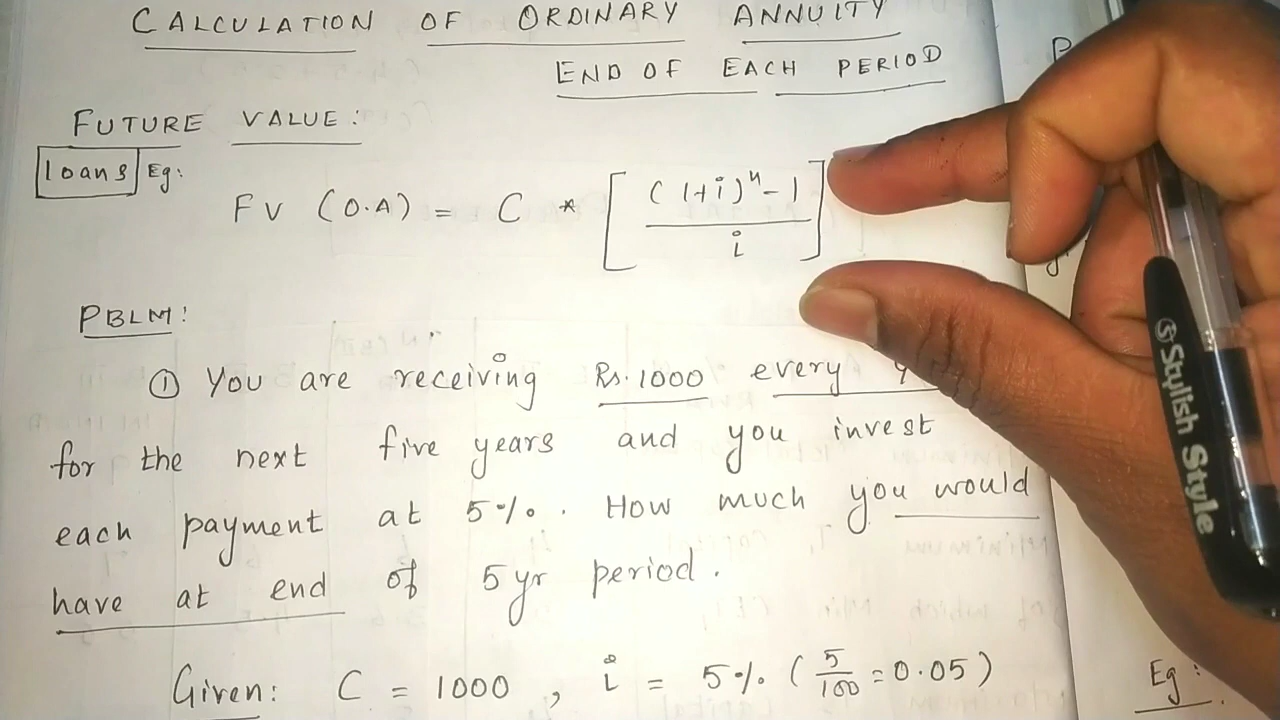 CALCULATION OF ORDINARY ANNUITY
END OF EACH PERIOD
FUTURE VALUE:
loans Eg:
FV (O.A) = C * [ ((1+i)^n - 1) / i ]
PBLM:
① You are receiving Rs.1000 every
for the next five years and you invest
each payment at 5%. How much you would
have at end of 5 yr period.
Given: C = 1000, i = 5% (5/100 = 0.05)
Eg:
Stylish Style